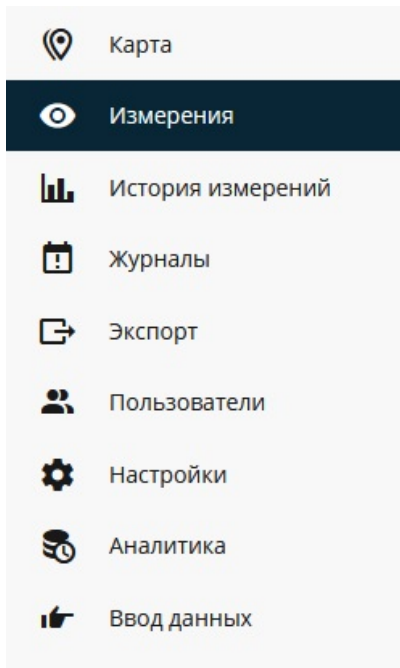 Карта
Измерения
История измерений
Журналы
Экспорт
Пользователи
Настройки
Аналитика
Ввод данных